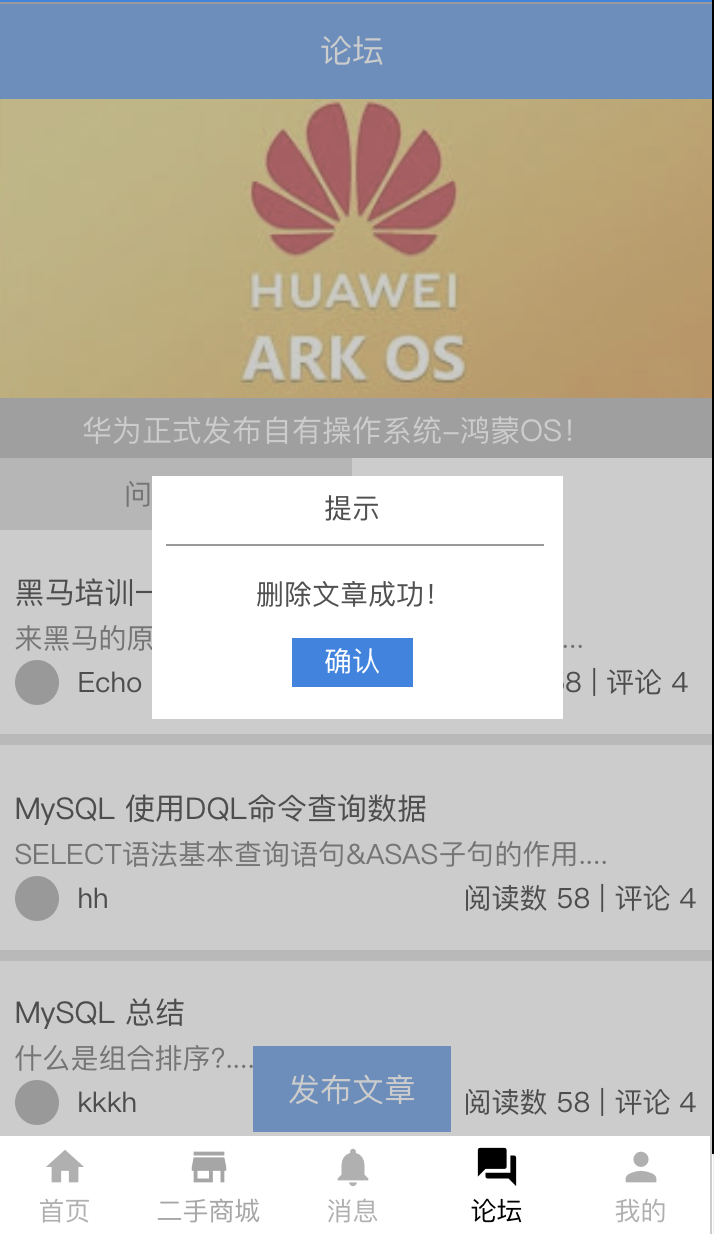 论坛
HUAWEI
ARK OS
华为正式发布自有操作系统-鸿蒙OS!
问
提示
删除文章成功!
确认
黑马培训
来黑马的原
...
Echo
8 | 评论 4
MySQL 使用DQL命令查询数据
SELECT语法基本查询语句&ASAS子句的作用....
hh
阅读数 58 | 评论 4
MySQL 总结
什么是组合排序?....
kkkh
阅读数 58 | 评论 4
发布文章
首页
二手商城
消息
论坛
我的